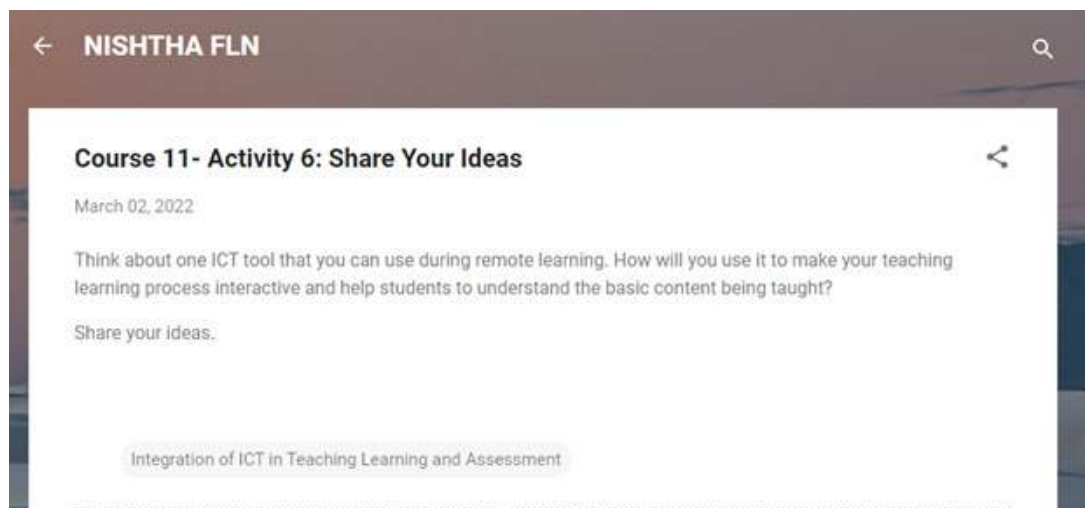 NISHTHA FLN
Course 11- Activity 6: Share Your Ideas
March 02, 2022
Think about one ICT tool that you can use during remote learning. How will you use it to make your teaching
learning process interactive and help students to understand the basic content being taught?
Share your ideas.
Integration of ICT in Teaching Learning and Assessment